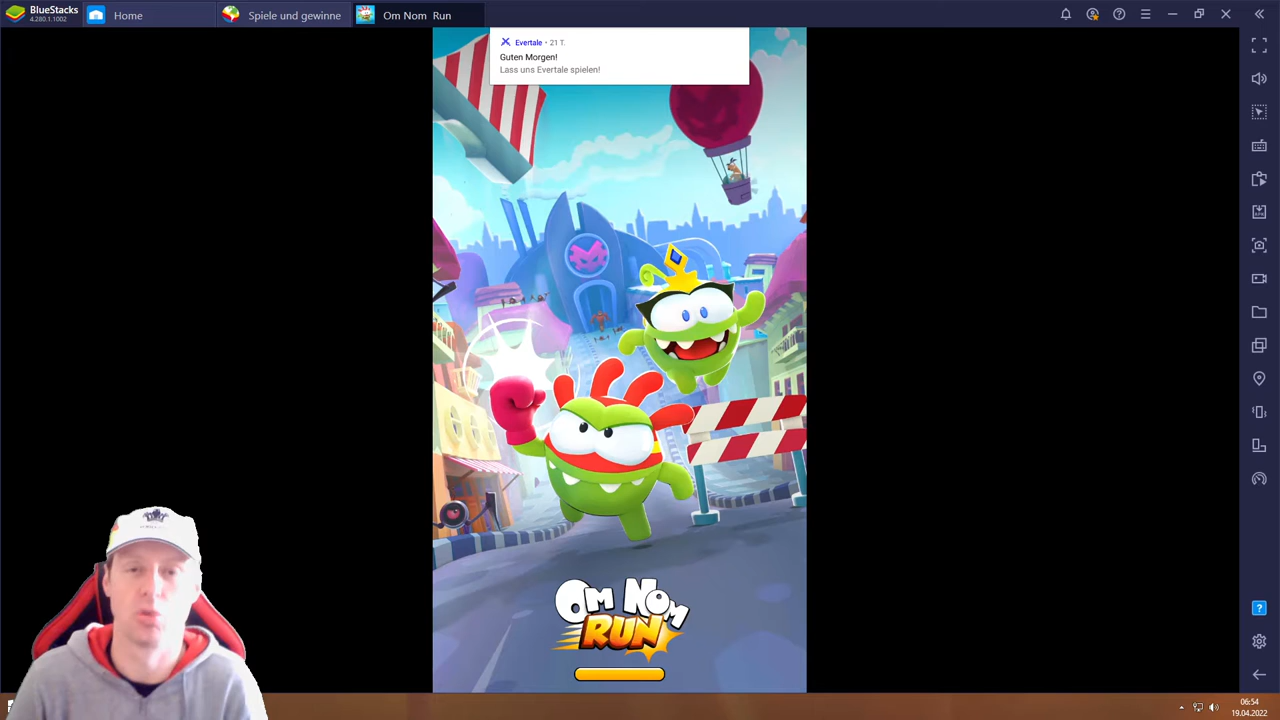 BlueStacks
4.280.1.1002
Home
Spiele und gewinne
Om Nom Run
Evertale • 21 T.
Guten Morgen!
Lass uns Evertale spielen!
OM NOM
RUN
06:54
19.04.2022